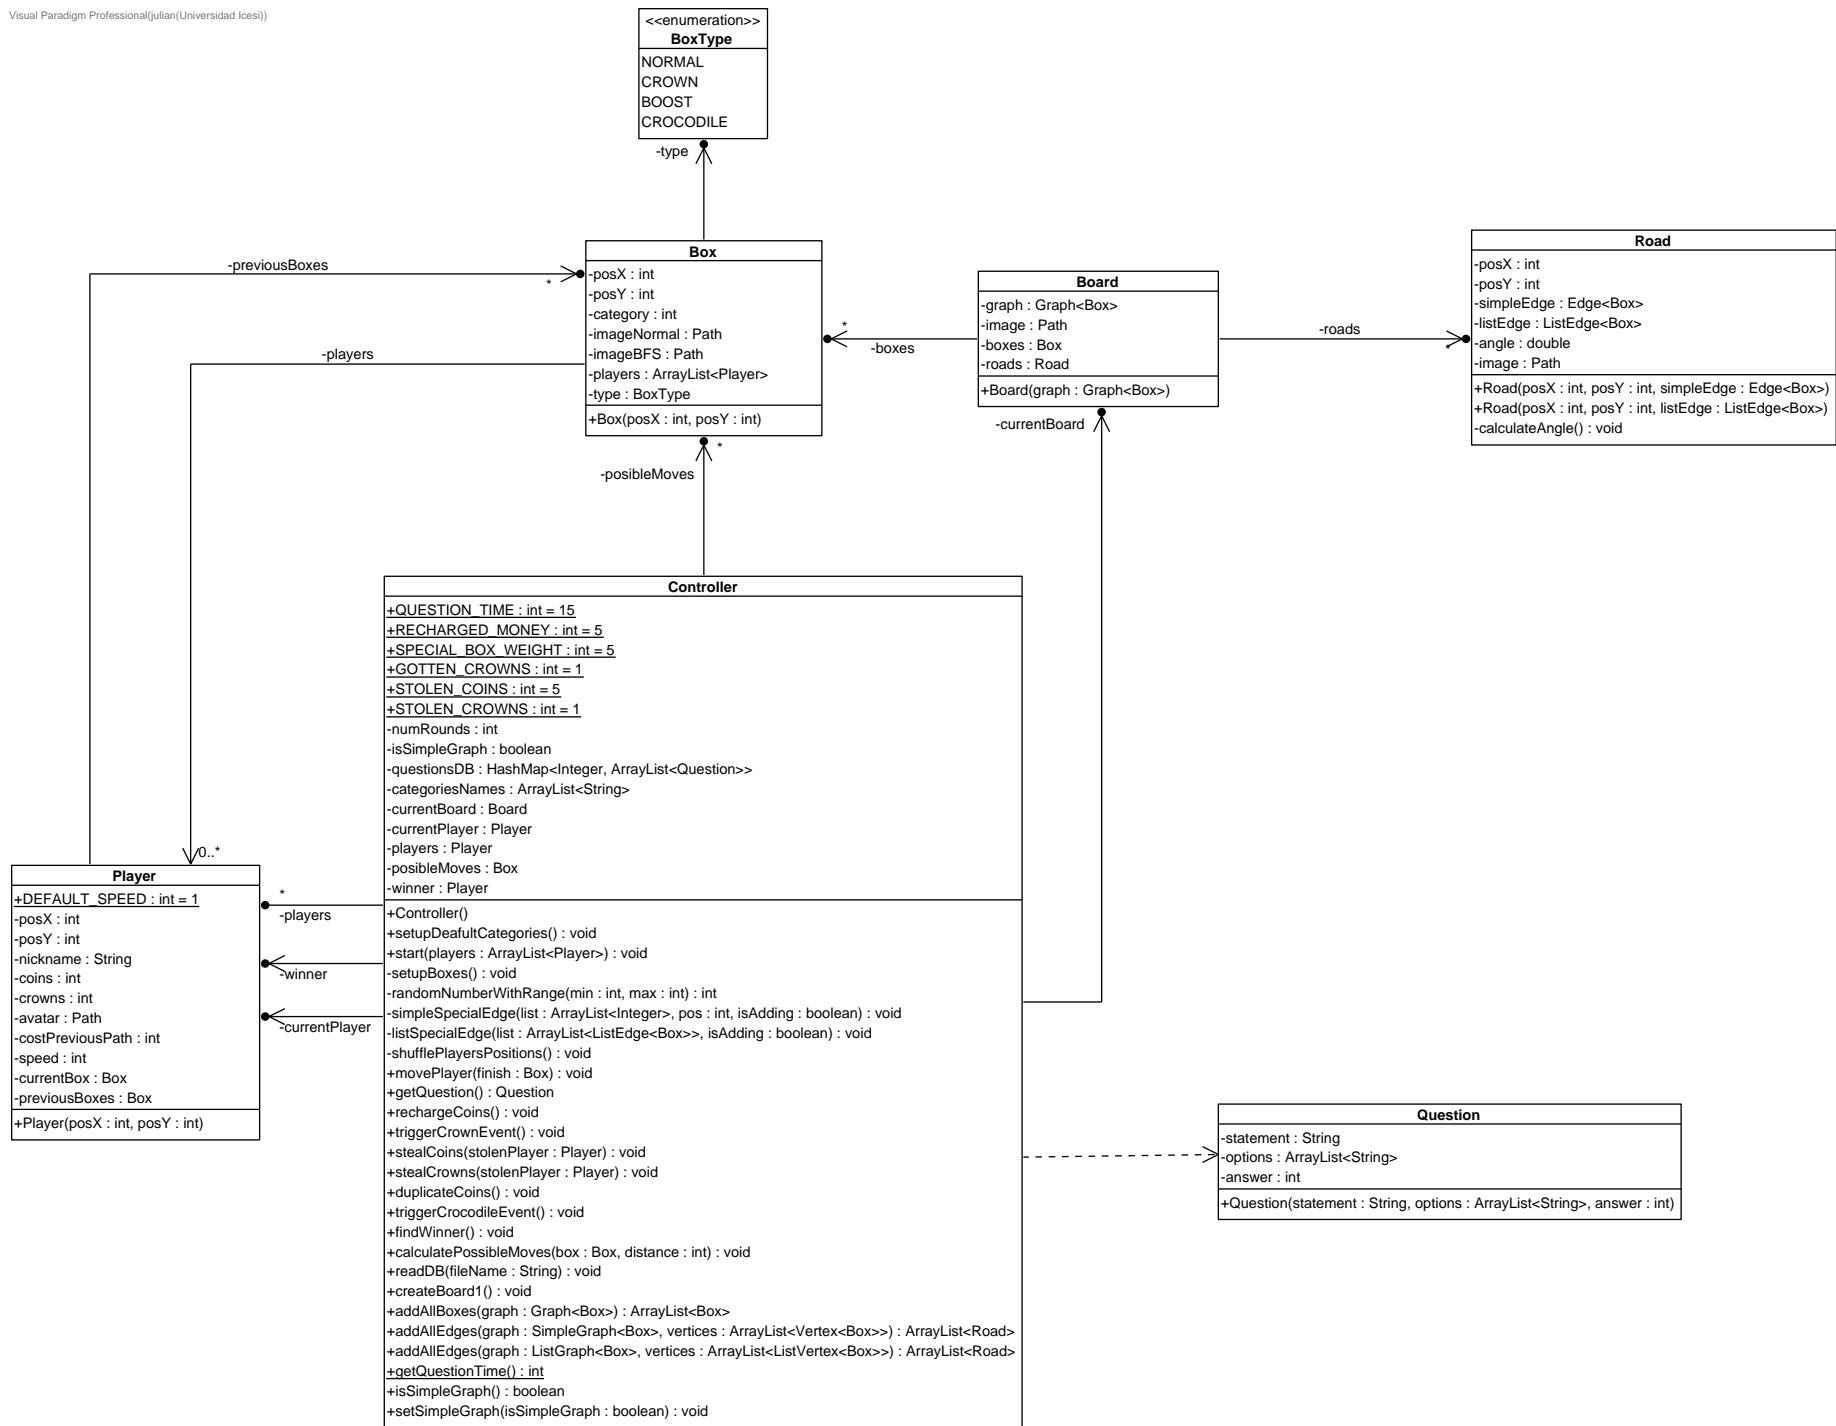 Visual Paradigm Professional(julian(Universidad Icesi))
<<enumeration>>
BoxType
NORMAL
CROWN
BOOST
CROCODILE
-type
Box
-posX : int
-posY : int
-category : int
-imageNormal : Path
-imageBFS : Path
-players : ArrayList<Player>
-type : BoxType
+Box(posX : int, posY : int)
-previousBoxes
*
-players
0..*
*
-boxes
Board
-graph : Graph<Box>
-image : Path
-boxes : Box
-roads : Road
+Board(graph : Graph<Box>)
-roads
*
Road
-posX : int
-posY : int
-simpleEdge : Edge<Box>
-listEdge : ListEdge<Box>
-angle : double
-image : Path
+Road(posX : int, posY : int, simpleEdge : Edge<Box>)
+Road(posX : int, posY : int, listEdge : ListEdge<Box>)
-calculateAngle() : void
-currentBoard
*
-posibleMoves
Controller
+QUESTION_TIME : int = 15
+RECHARGED_MONEY : int = 5
+SPECIAL_BOX_WEIGHT : int = 5
+GOTTEN_CROWNS : int = 1
+STOLEN_COINS : int = 5
+STOLEN_CROWNS : int = 1
-numRounds : int
-isSimpleGraph : boolean
-questionsDB : HashMap<Integer, ArrayList<Question>>
-categoriesNames : ArrayList<String>
-currentBoard : Board
-currentPlayer : Player
-players : Player
-posibleMoves : Box
-winner : Player
+Controller()
+setupDeafultCategories() : void
+start(players : ArrayList<Player>) : void
-setupBoxes() : void
-randomNumberWithRange(min : int, max : int) : int
-simpleSpecialEdge(list : ArrayList<Integer>, pos : int, isAdding : boolean) : void
-listSpecialEdge(list : ArrayList<ListEdge<Box>>, isAdding : boolean) : void
-shufflePlayersPositions() : void
+movePlayer(finish : Box) : void
+getQuestion() : Question
+rechargeCoins() : void
+triggerCrownEvent() : void
+stealCoins(stolenPlayer : Player) : void
+stealCrowns(stolenPlayer : Player) : void
+duplicateCoins() : void
+triggerCrocodileEvent() : void
+findWinner() : void
+calculatePossibleMoves(box : Box, distance : int) : void
+readDB(fileName : String) : void
+createBoard1() : void
+addAllBoxes(graph : Graph<Box>) : ArrayList<Box>
+addAllEdges(graph : SimpleGraph<Box>, vertices : ArrayList<Vertex<Box>>) : ArrayList<Road>
+addAllEdges(graph : ListGraph<Box>, vertices : ArrayList<ListVertex<Box>>) : ArrayList<Road>
+getQuestionTime() : int
+isSimpleGraph() : boolean
+setSimpleGraph(isSimpleGraph : boolean) : void
Player
+DEFAULT_SPEED : int = 1
-posX : int
-posY : int
-nickname : String
-coins : int
-crowns : int
-avatar : Path
-costPreviousPath : int
-speed : int
-currentBox : Box
-previousBoxes : Box
+Player(posX : int, posY : int)
*
-players
-winner
-currentPlayer
Question
-statement : String
-options : ArrayList<String>
-answer : int
+Question(statement : String, options : ArrayList<String>, answer : int)